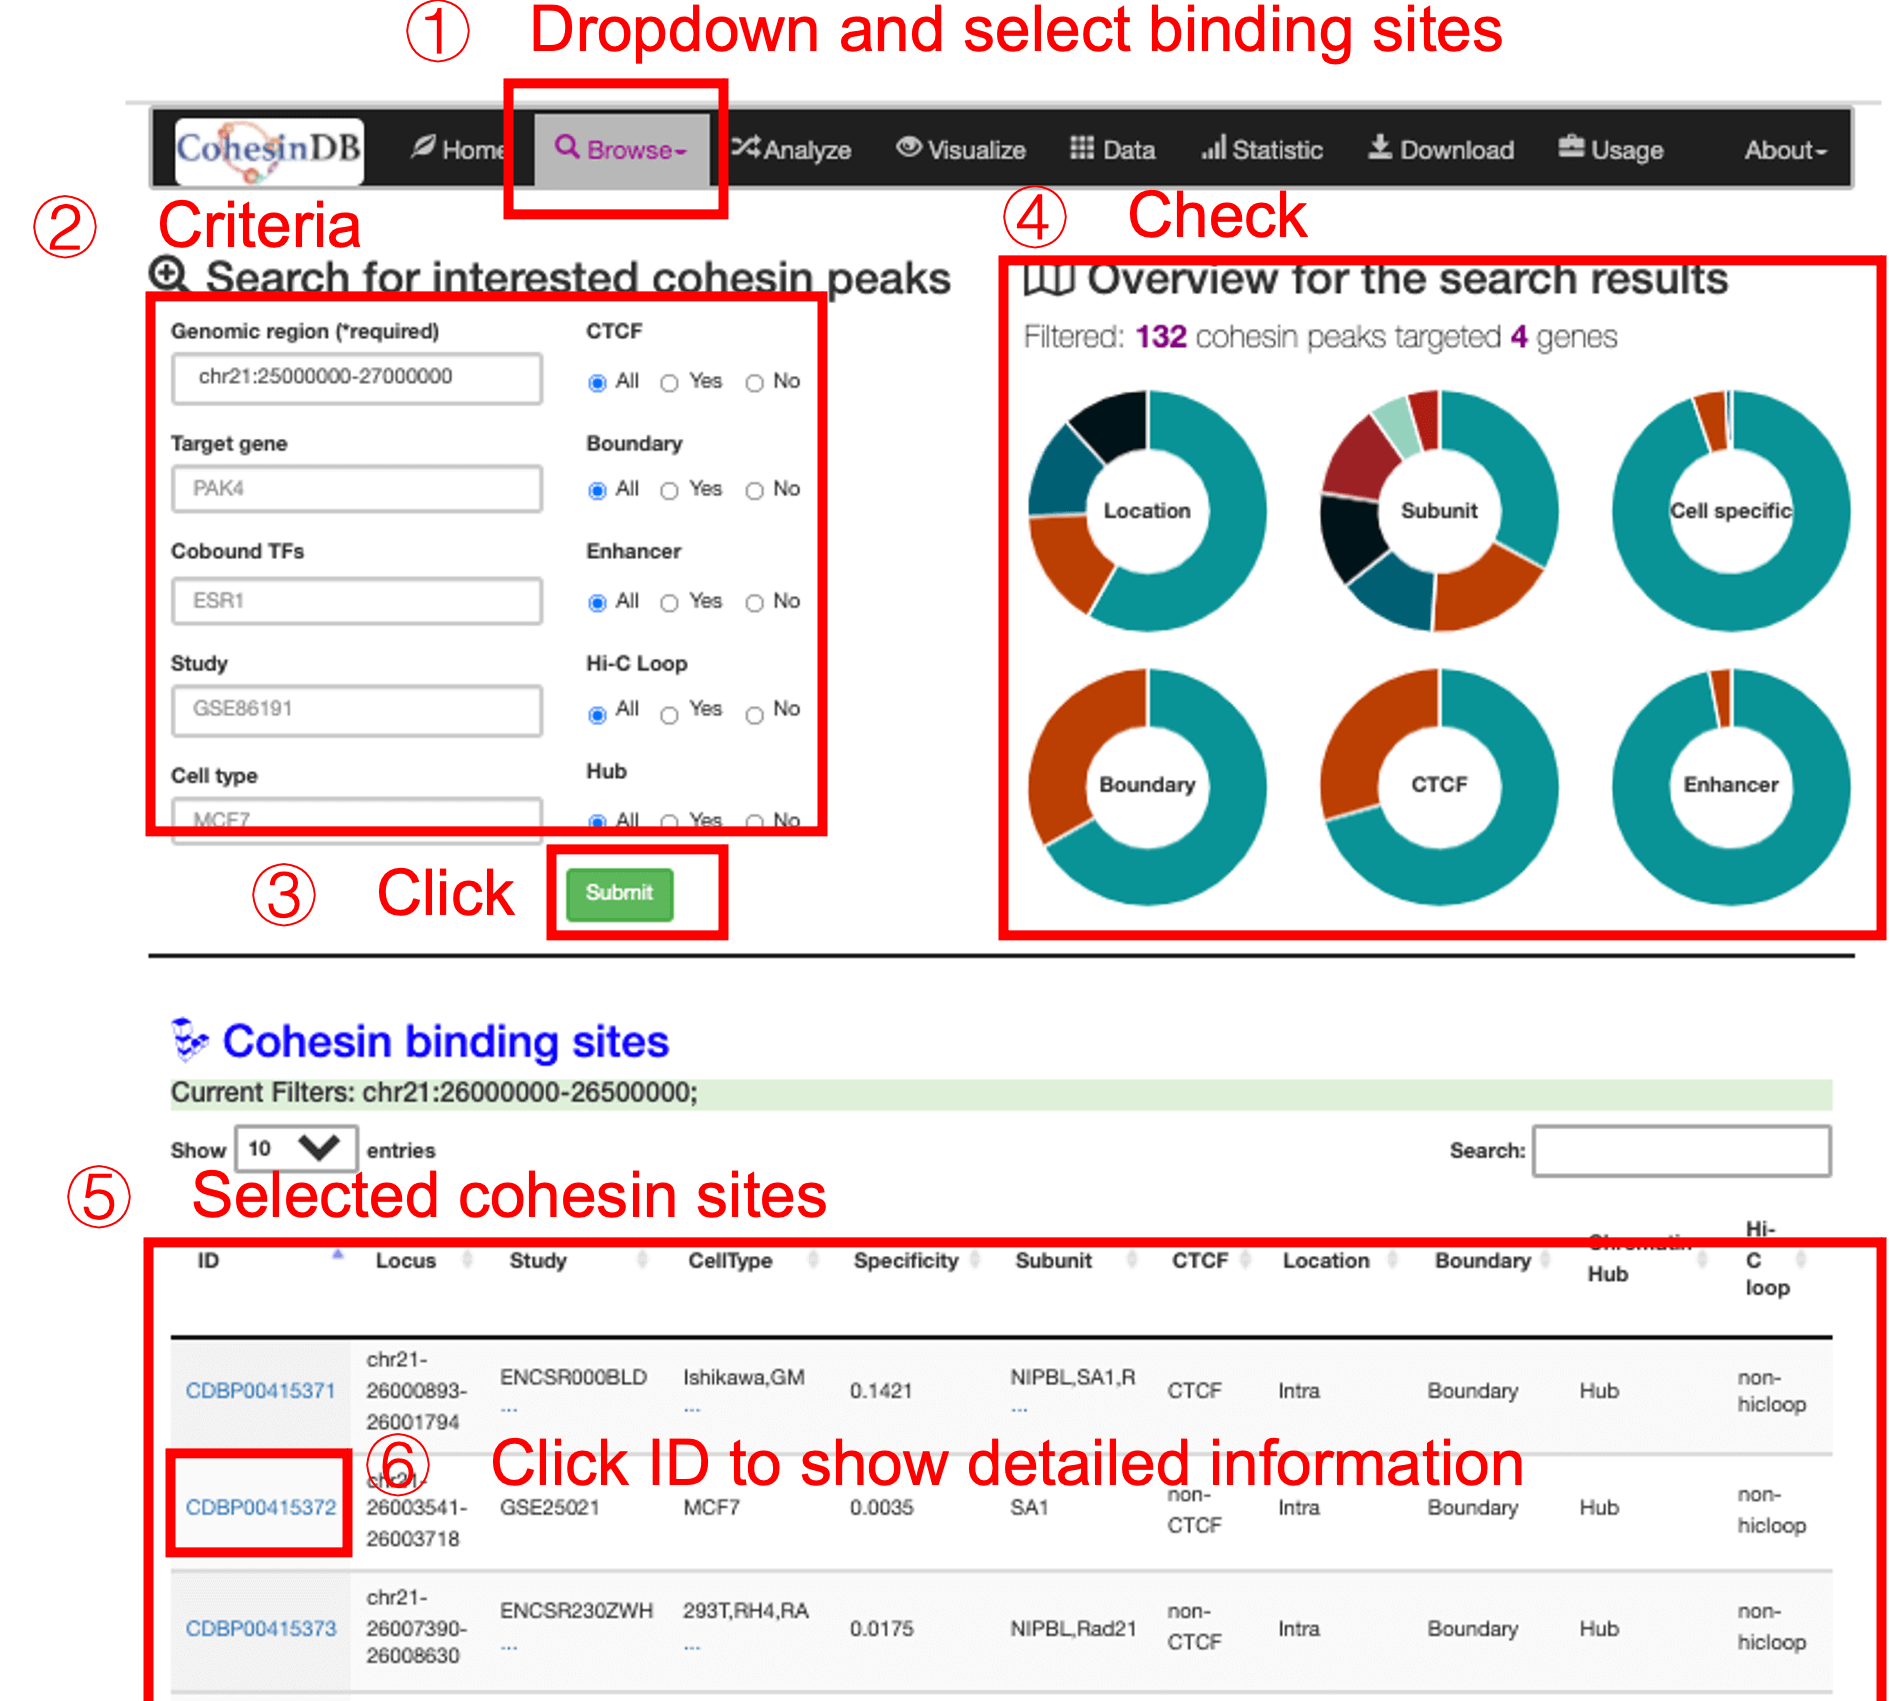 ① Dropdown and select binding sites
CohesinDB Home Browse Analyze Visualize Data Statistic Download Usage About
② Criteria
④ Check
Search for interested cohesin peaks
Overview for the search results
Filtered: 132 cohesin peaks targeted 4 genes
Genomic region (*required)
chr21:25000000-27000000
Target gene
PAK4
Cobound TFs
ESR1
Study
GSE86191
Cell type
MCF7
CTCF
All Yes No
Boundary
All Yes No
Enhancer
All Yes No
Hi-C Loop
All Yes No
Hub
All Yes No
③ Click
Submit
Location
Subunit
Cell specific
Boundary
CTCF
Enhancer
Cohesin binding sites
Current Filters: chr21:26000000-26500000;
Show 10 entries
Search:
⑤ Selected cohesin sites
ID
Locus
Study
CellType
Specificity
Subunit
CTCF
Location
Boundary
Chromatin
Hub
Hi-
C
loop
CDBP00415371
chr21-
26000893-
26001794
ENCSR000BLD
...
Ishikawa,GM
...
0.1421
NIPBL,SA1,R
...
CTCF
Intra
Boundary
Hub
non-
hicloop
⑥ Click ID to show detailed information
CDBP00415372
chr21-
26003541-
26003718
GSE25021
MCF7
0.0035
SA1
non-
CTCF
Intra
Boundary
Hub
non-
hicloop
CDBP00415373
chr21-
26007390-
26008630
ENCSR230ZWH
...
293T,RH4,RA
...
0.0175
NIPBL,Rad21
non-
CTCF
Intra
Boundary
Hub
non-
hicloop